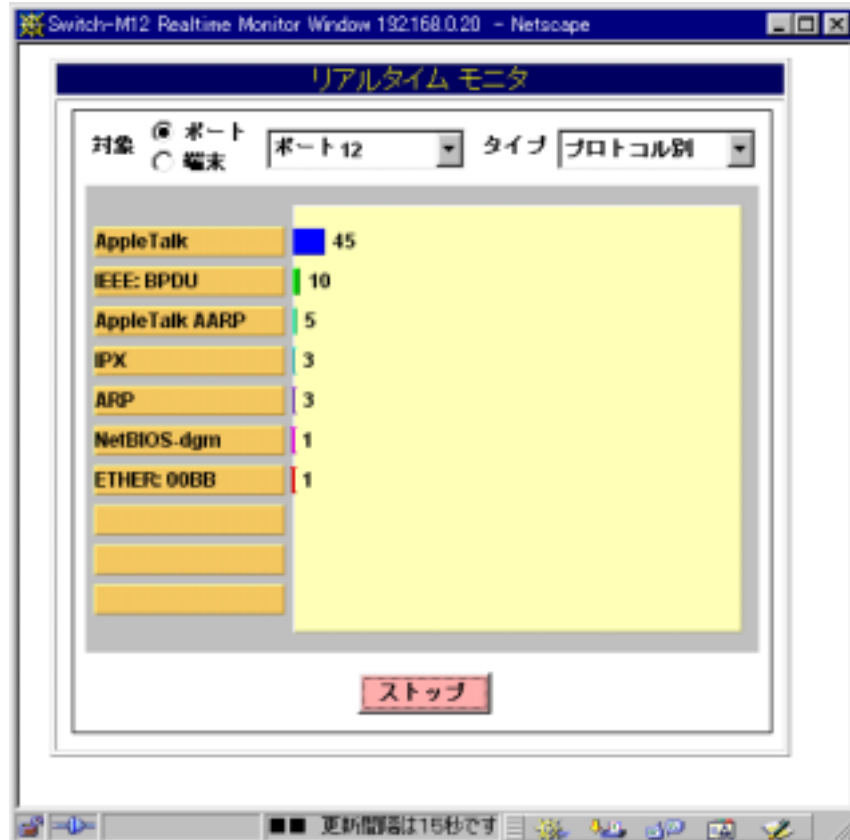 Switch-M12 Realtime Monitor Window 192.168.0.20 - Netscape
リアルタイム モニタ
対象 ポート 端末 ポート 12 タイプ プロトコル別
AppleTalk 45
IEEE: BPDU 10
AppleTalk AARP 5
IPX 3
ARP 3
NetBIOS-dgm 1
ETHER: 00BB 1
ストップ
更新間隔は15秒です